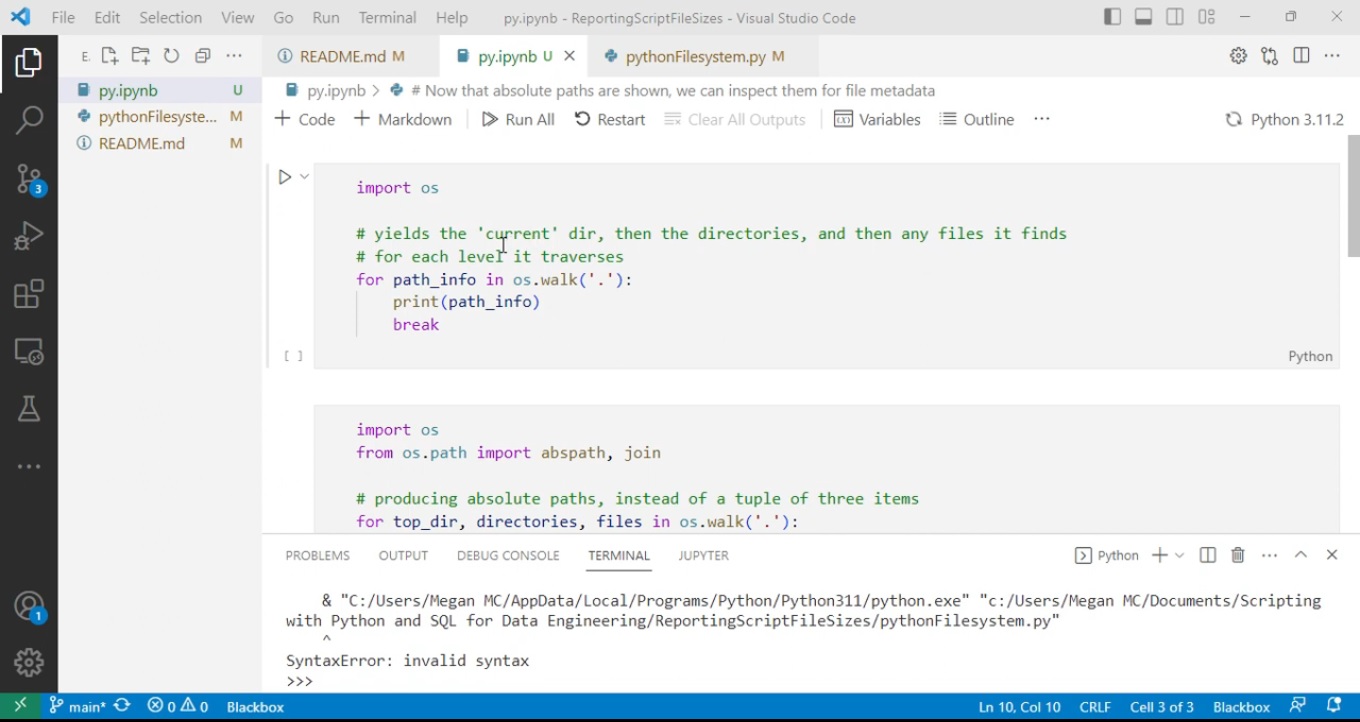 File Edit Selection View Go Run Terminal Help py.ipynb - ReportingScriptFileSizes - Visual Studio Code
E. README.md M py.ipynb U pythonFilesystem.py M
py.ipynb U
pythonFilesyste... M
README.md M
py.ipynb > # Now that absolute paths are shown, we can inspect them for file metadata
+ Code + Markdown Run All Restart Clear All Outputs Variables Outline ... Python 3.11.2
import os
# yields the 'current' dir, then the directories, and then any files it finds
# for each level it traverses
for path_info in os.walk('.'):
print(path_info)
break
[ ] Python
import os
from os.path import abspath, join
# producing absolute paths, instead of a tuple of three items
for top_dir, directories, files in os.walk('.'):
PROBLEMS OUTPUT DEBUG CONSOLE TERMINAL JUPYTER Python
& "C:/Users/Megan MC/AppData/Local/Programs/Python/Python311/python.exe" "c:/Users/Megan MC/Documents/Scripting
with Python and SQL for Data Engineering/ReportingScriptFileSizes/pythonFilesystem.py"
^
SyntaxError: invalid syntax
>>>
3
1
main* 0 0 Blackbox Ln 10, Col 10 CRLF Cell 3 of 3 Blackbox